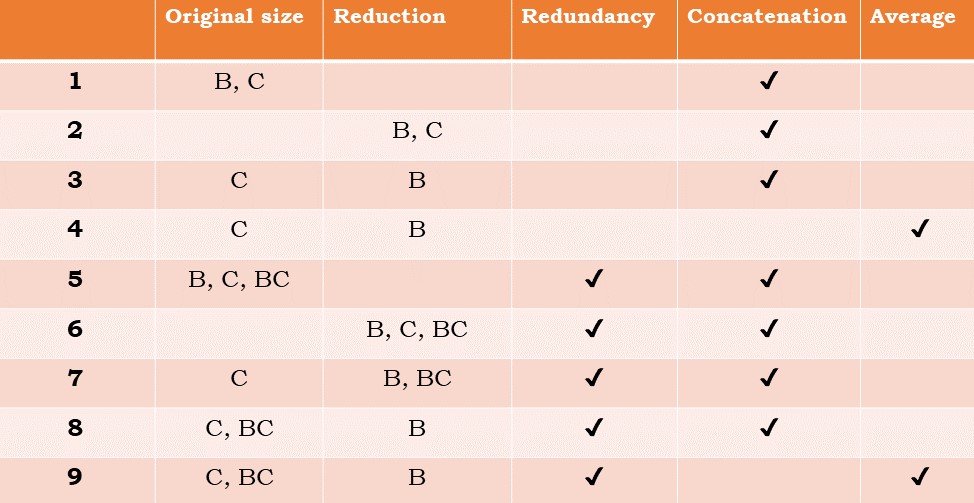 Original size Reduction Redundancy Concatenation Average
1 B, C ✓
2 B, C ✓
3 C B ✓
4 C B ✓
5 B, C, BC ✓ ✓
6 B, C, BC ✓ ✓
7 C B, BC ✓ ✓
8 C, BC B ✓ ✓
9 C, BC B ✓ ✓